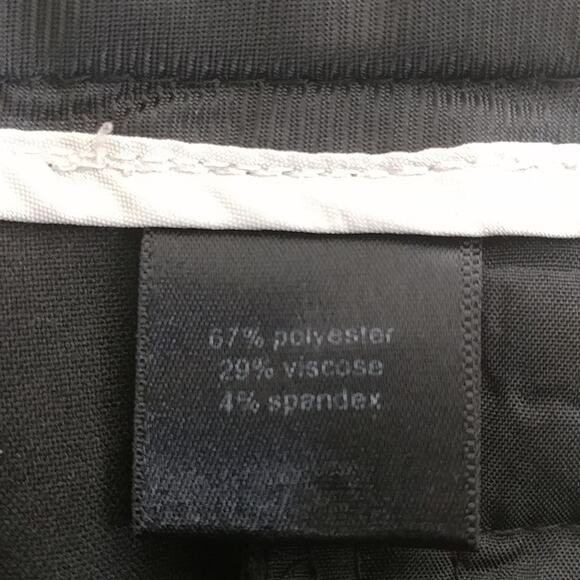 67% polyester
29% viscose
4% spandex